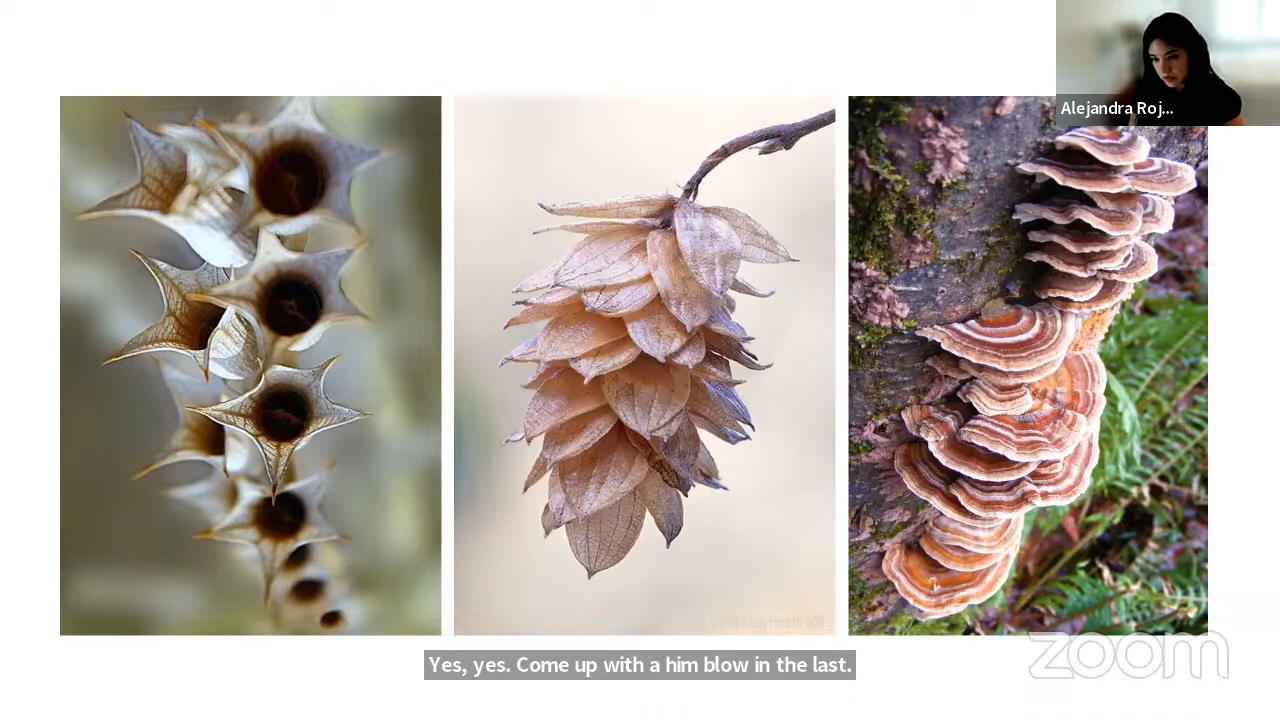 Alejandra Roj...
Yes, yes. Come up with a him blow in the last.
zoom